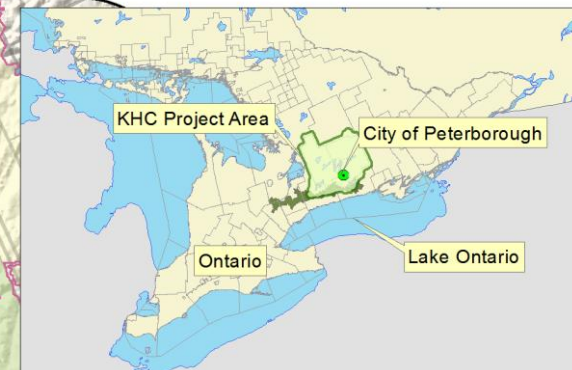 KHC Project Area
City of Peterborough
Ontario
Lake Ontario